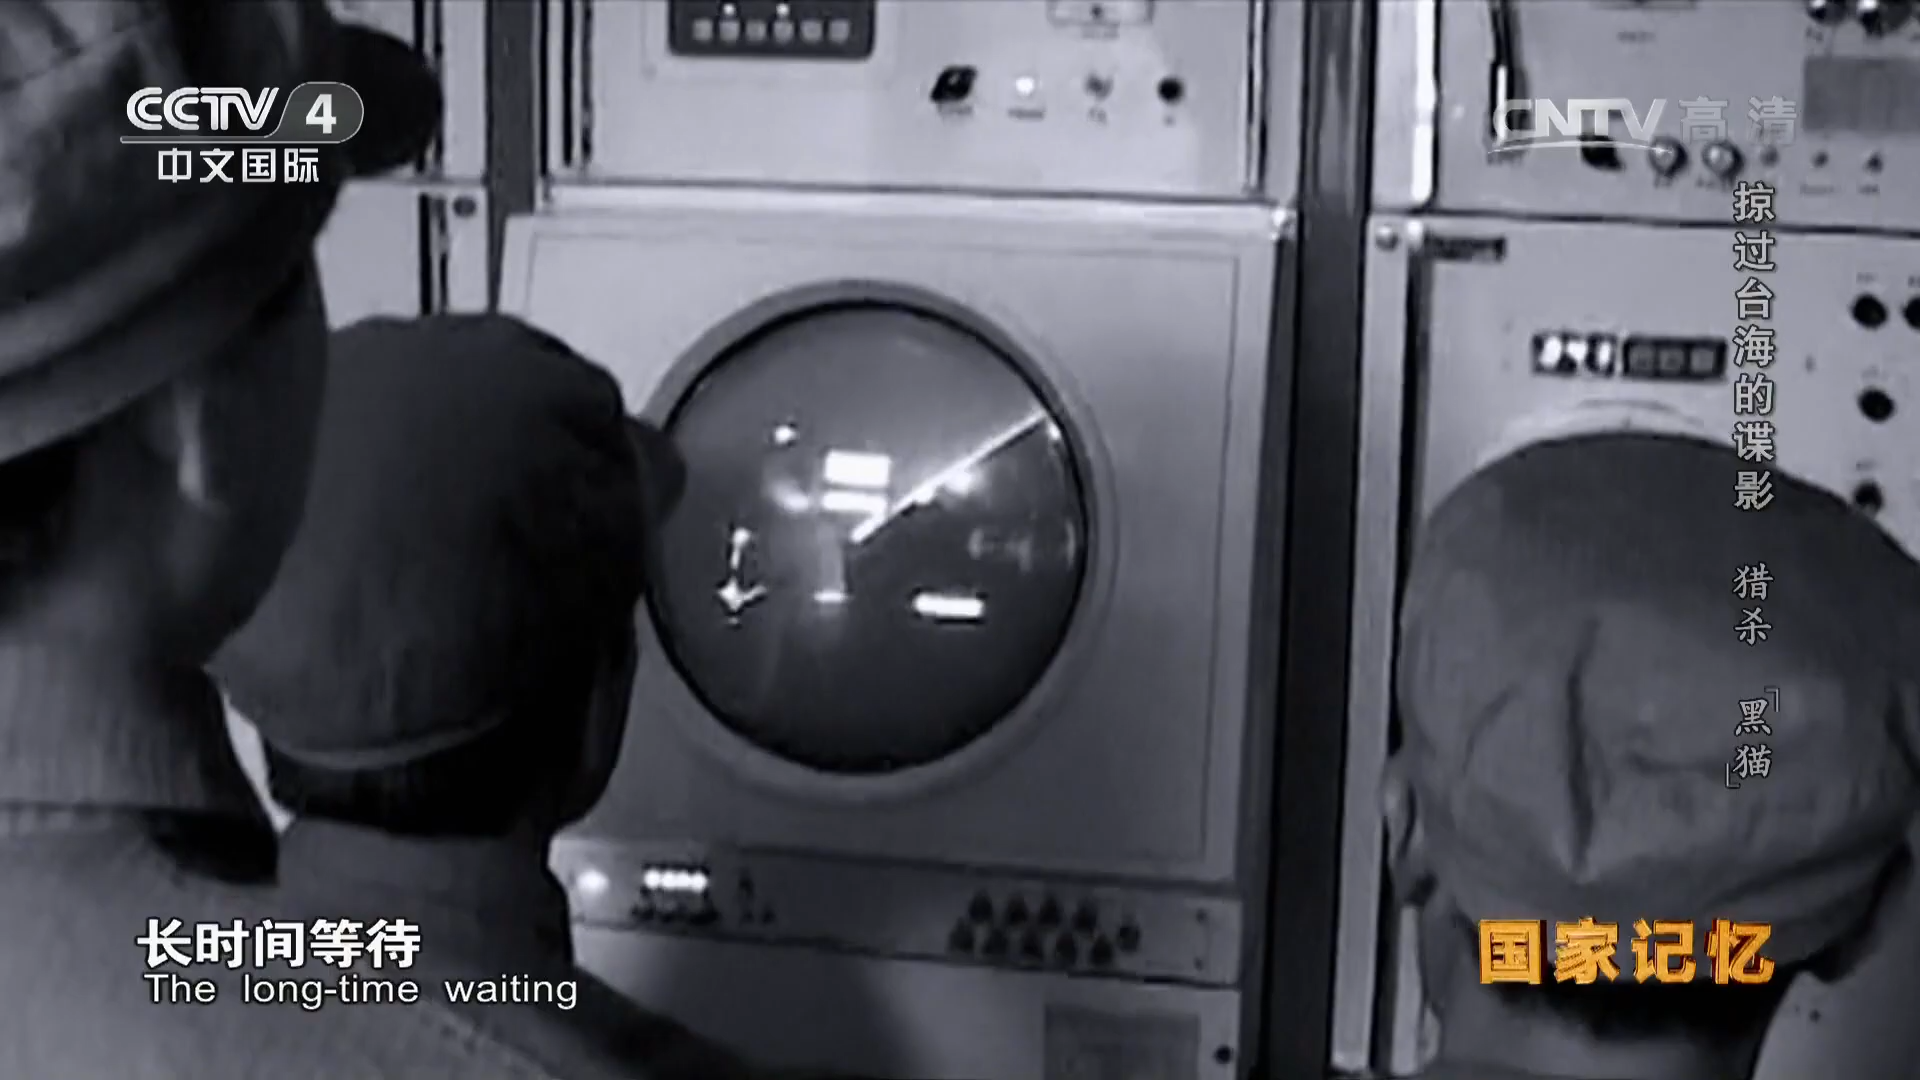 CCTV 4
中文国际
CNTV 高清
掠过台海的谍影 猎杀「黑猫」
长时间等待
The long-time waiting
国家记忆